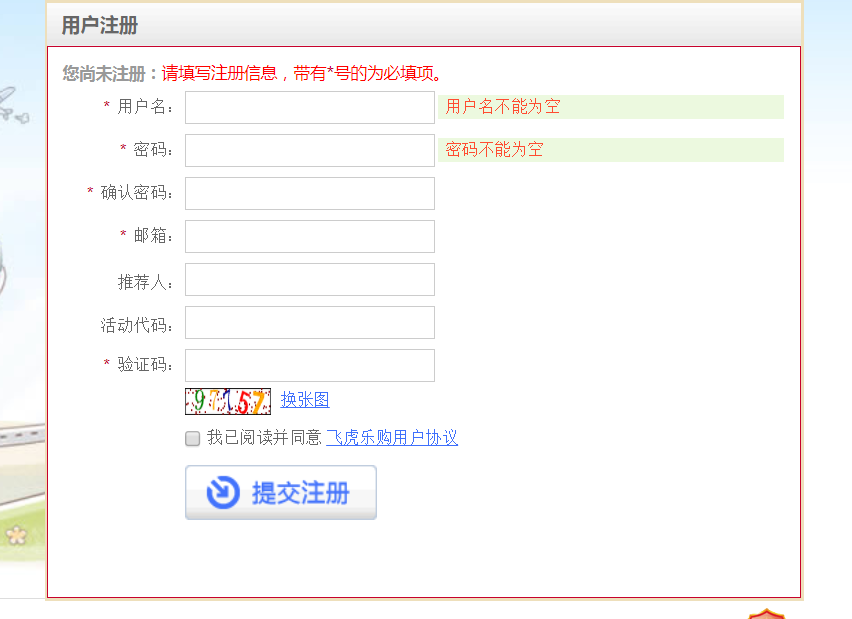 用户注册
您尚未注册：请填写注册信息，带有*号的为必填项。
* 用户名： 用户名不能为空
* 密码： 密码不能为空
* 确认密码：
* 邮箱：
推荐人：
活动代码：
* 验证码：
换张图
我已阅读并同意 飞虎乐购用户协议
提交注册